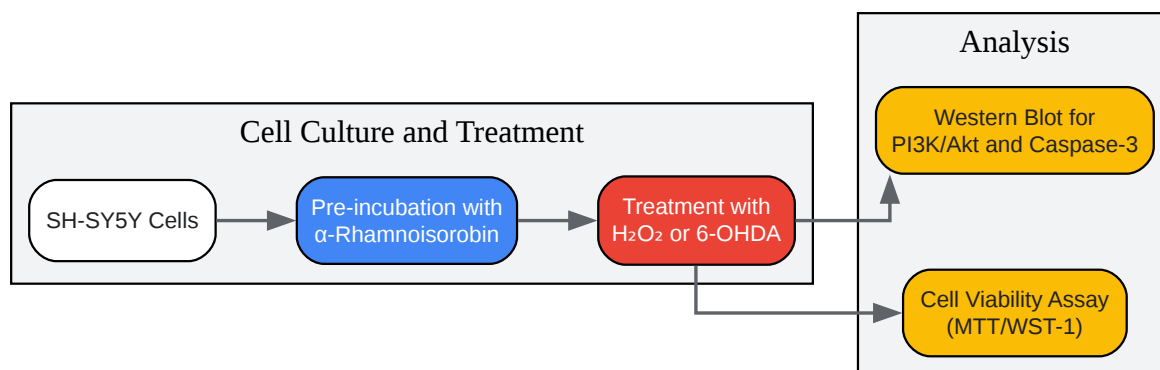 Cell Culture and Treatment
SH-SY5Y Cells
Pre-incubation with
α-Rhamnoisorobin
Treatment with
H₂O₂ or 6-OHDA
Analysis
Western Blot for
PI3K/Akt and Caspase-3
Cell Viability Assay
(MTT/WST-1)